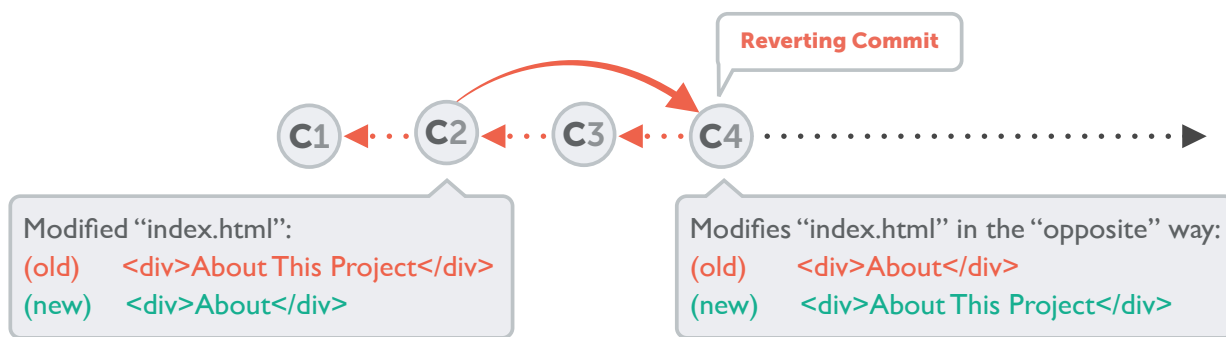 Reverting Commit
C1 C2 C3 C4
Modified “index.html”:
(old) <div>About This Project</div>
(new) <div>About</div>
Modifies “index.html” in the “opposite” way:
(old) <div>About</div>
(new) <div>About This Project</div>